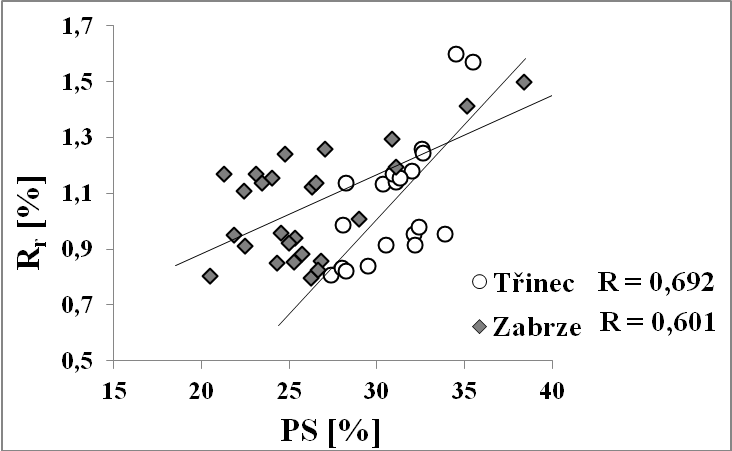 1,7
1,5
1,3
1,1
0,9
0,7
0,5
Rr [%]
Třinec R = 0,692
Zabrze R = 0,601
15 20 25 30 35 40
PS [%]